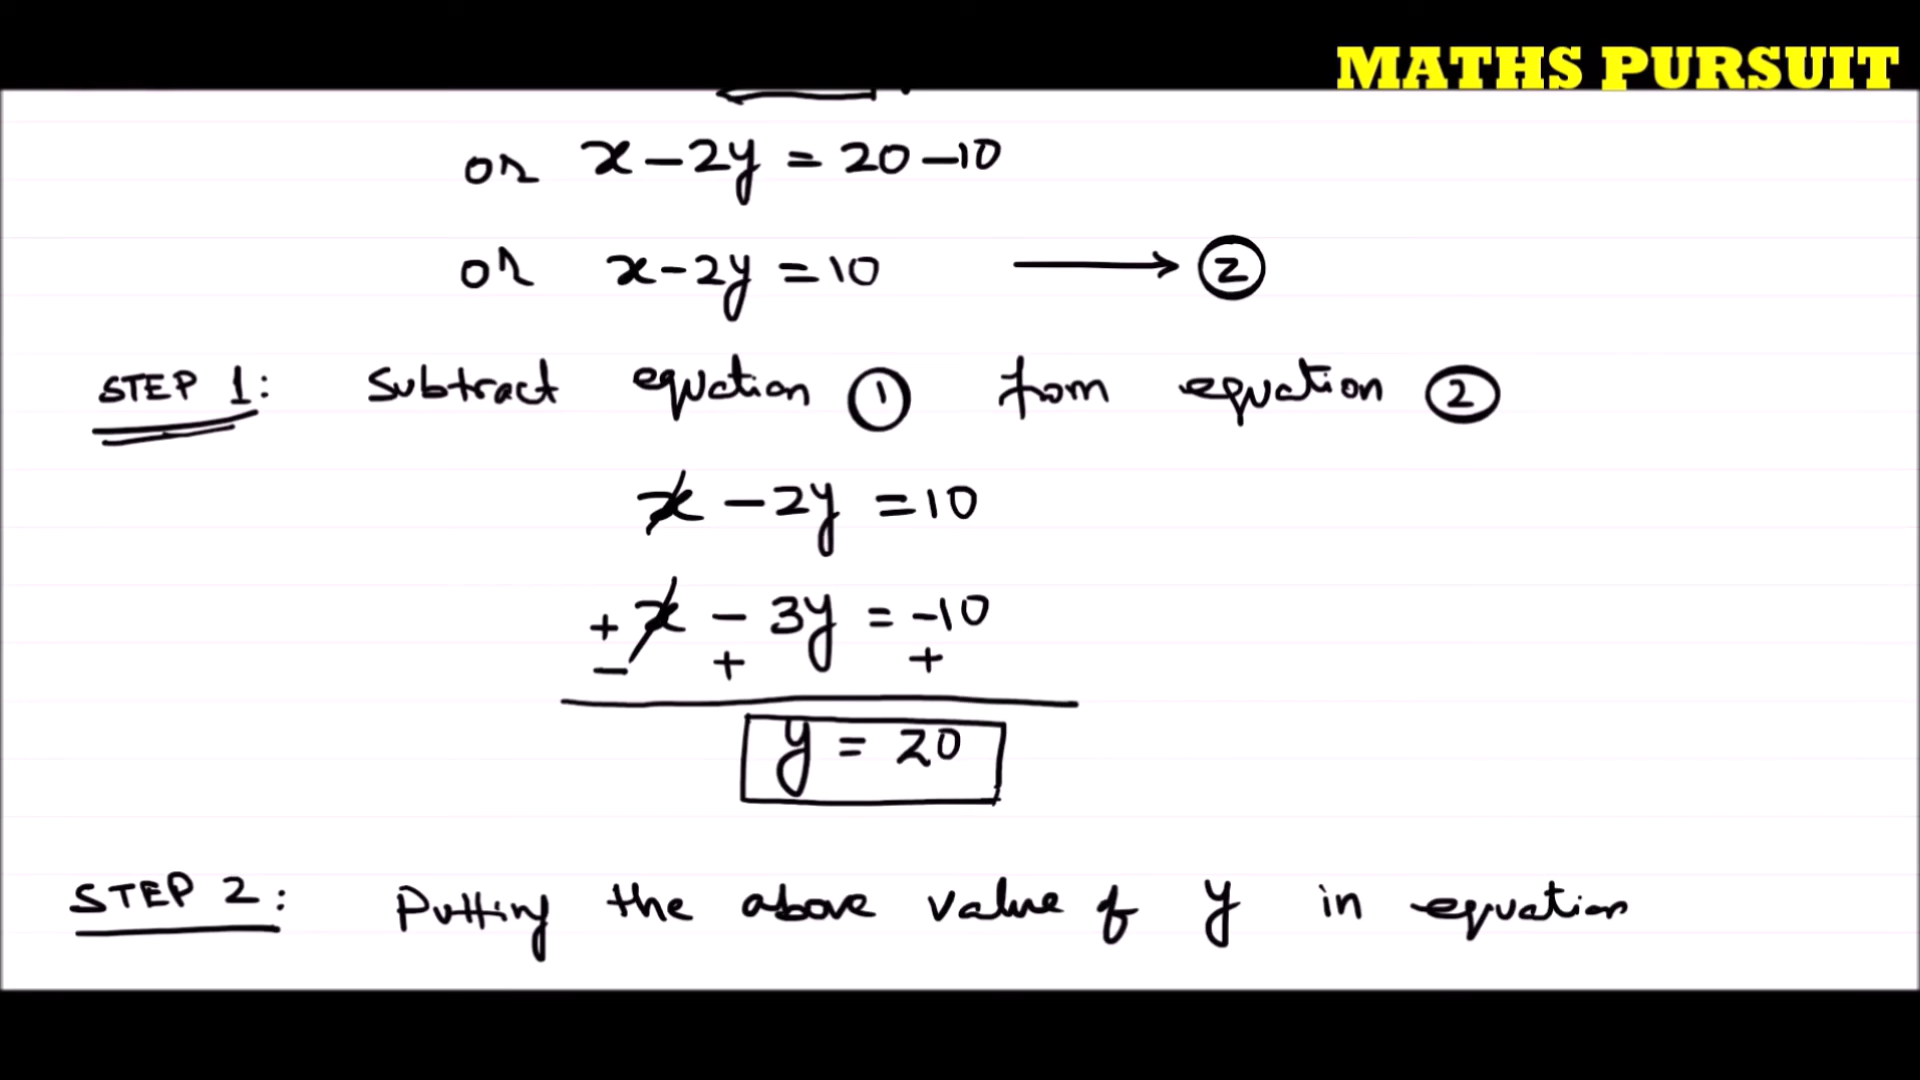 MATHS PURSUIT
or x - 2y = 20 - 10
or x - 2y = 10 → ②
STEP 1: Subtract equation ① from equation ②
x - 2y = 10
+ x - 3y = -10
- + +
y = 20
STEP 2: Putting the above value of y in equation